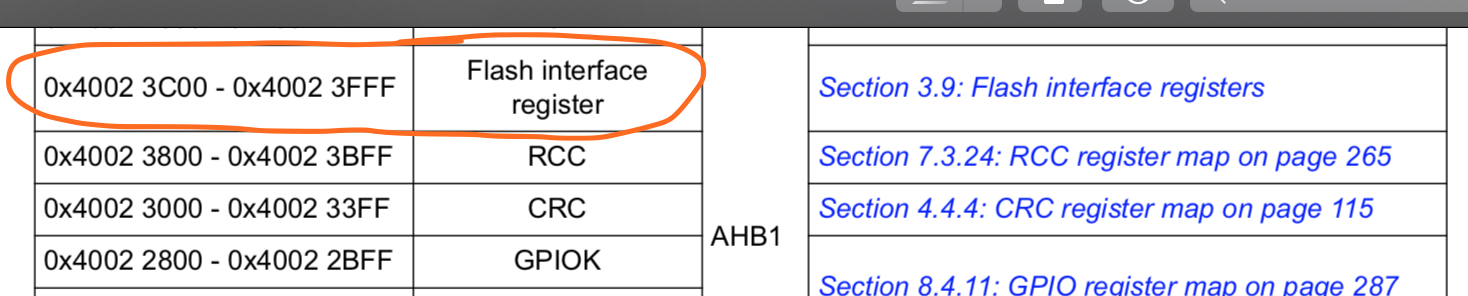 0x4002 3C00 - 0x4002 3FFF
Flash interface
register
Section 3.9: Flash interface registers
0x4002 3800 - 0x4002 3BFF
RCC
Section 7.3.24: RCC register map on page 265
0x4002 3000 - 0x4002 33FF
CRC
AHB1
Section 4.4.4: CRC register map on page 115
0x4002 2800 - 0x4002 2BFF
GPIOK
Section 8.4.11: GPIO register map on page 287